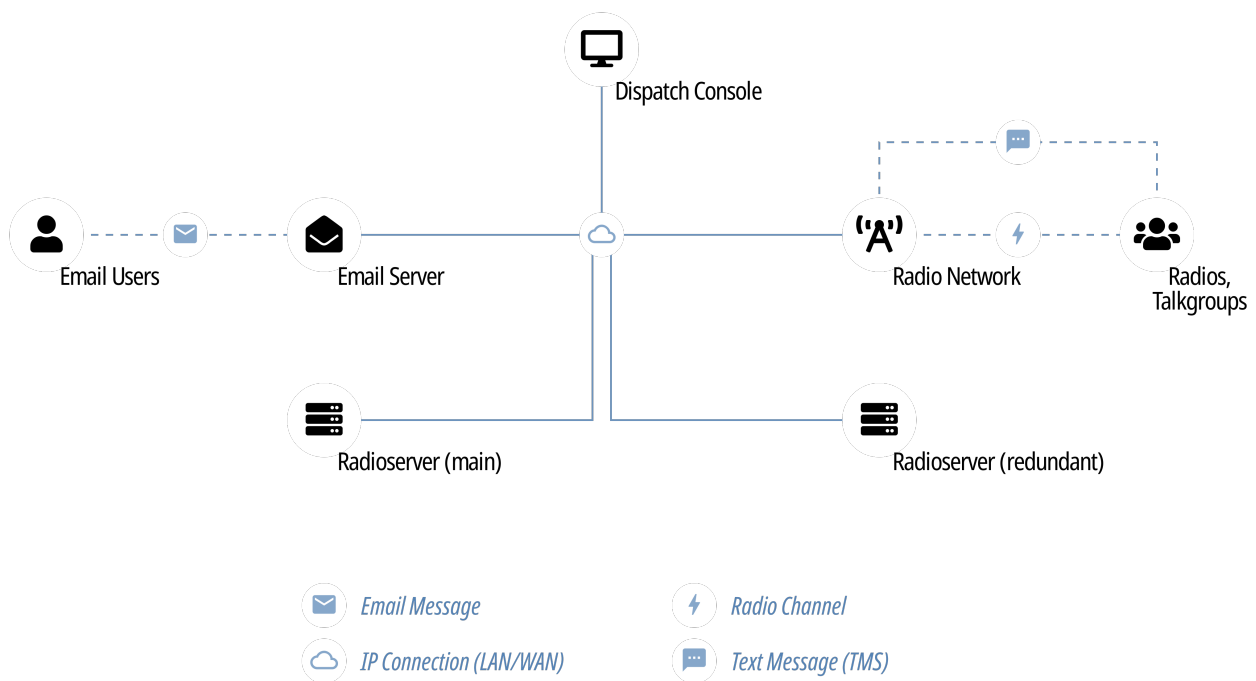 Dispatch Console
Email Users
Email Server
Radio Network
Radios,
Talkgroups
Radioserver (main)
Radioserver (redundant)
Email Message
Radio Channel
IP Connection (LAN/WAN)
Text Message (TMS)